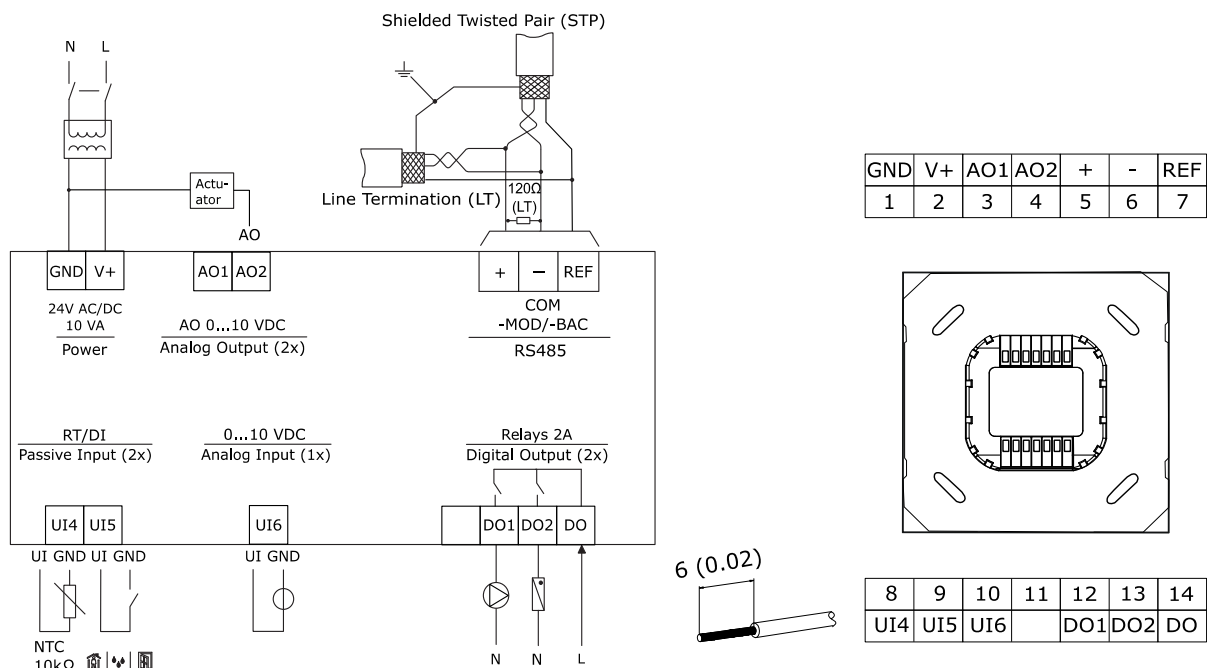 Shielded Twisted Pair (STP)
N L
Actu-
ator
AO
Line Termination (LT)
120Ω
(LT)
GND V+
AO1 AO2
+ − REF
24V AC/DC
10 VA
Power
AO 0...10 VDC
Analog Output (2x)
COM
-MOD/-BAC
RS485
RT/DI
Passive Input (2x)
0...10 VDC
Analog Input (1x)
Relays 2A
Digital Output (2x)
UI4 UI5
UI6
DO1 DO2 DO
UI GND UI GND
UI GND
NTC
10kΩ
N N L
6 (0.02)
GND V+ AO1 AO2 + - REF
1 2 3 4 5 6 7
8 9 10 11 12 13 14
UI4 UI5 UI6 DO1 DO2 DO